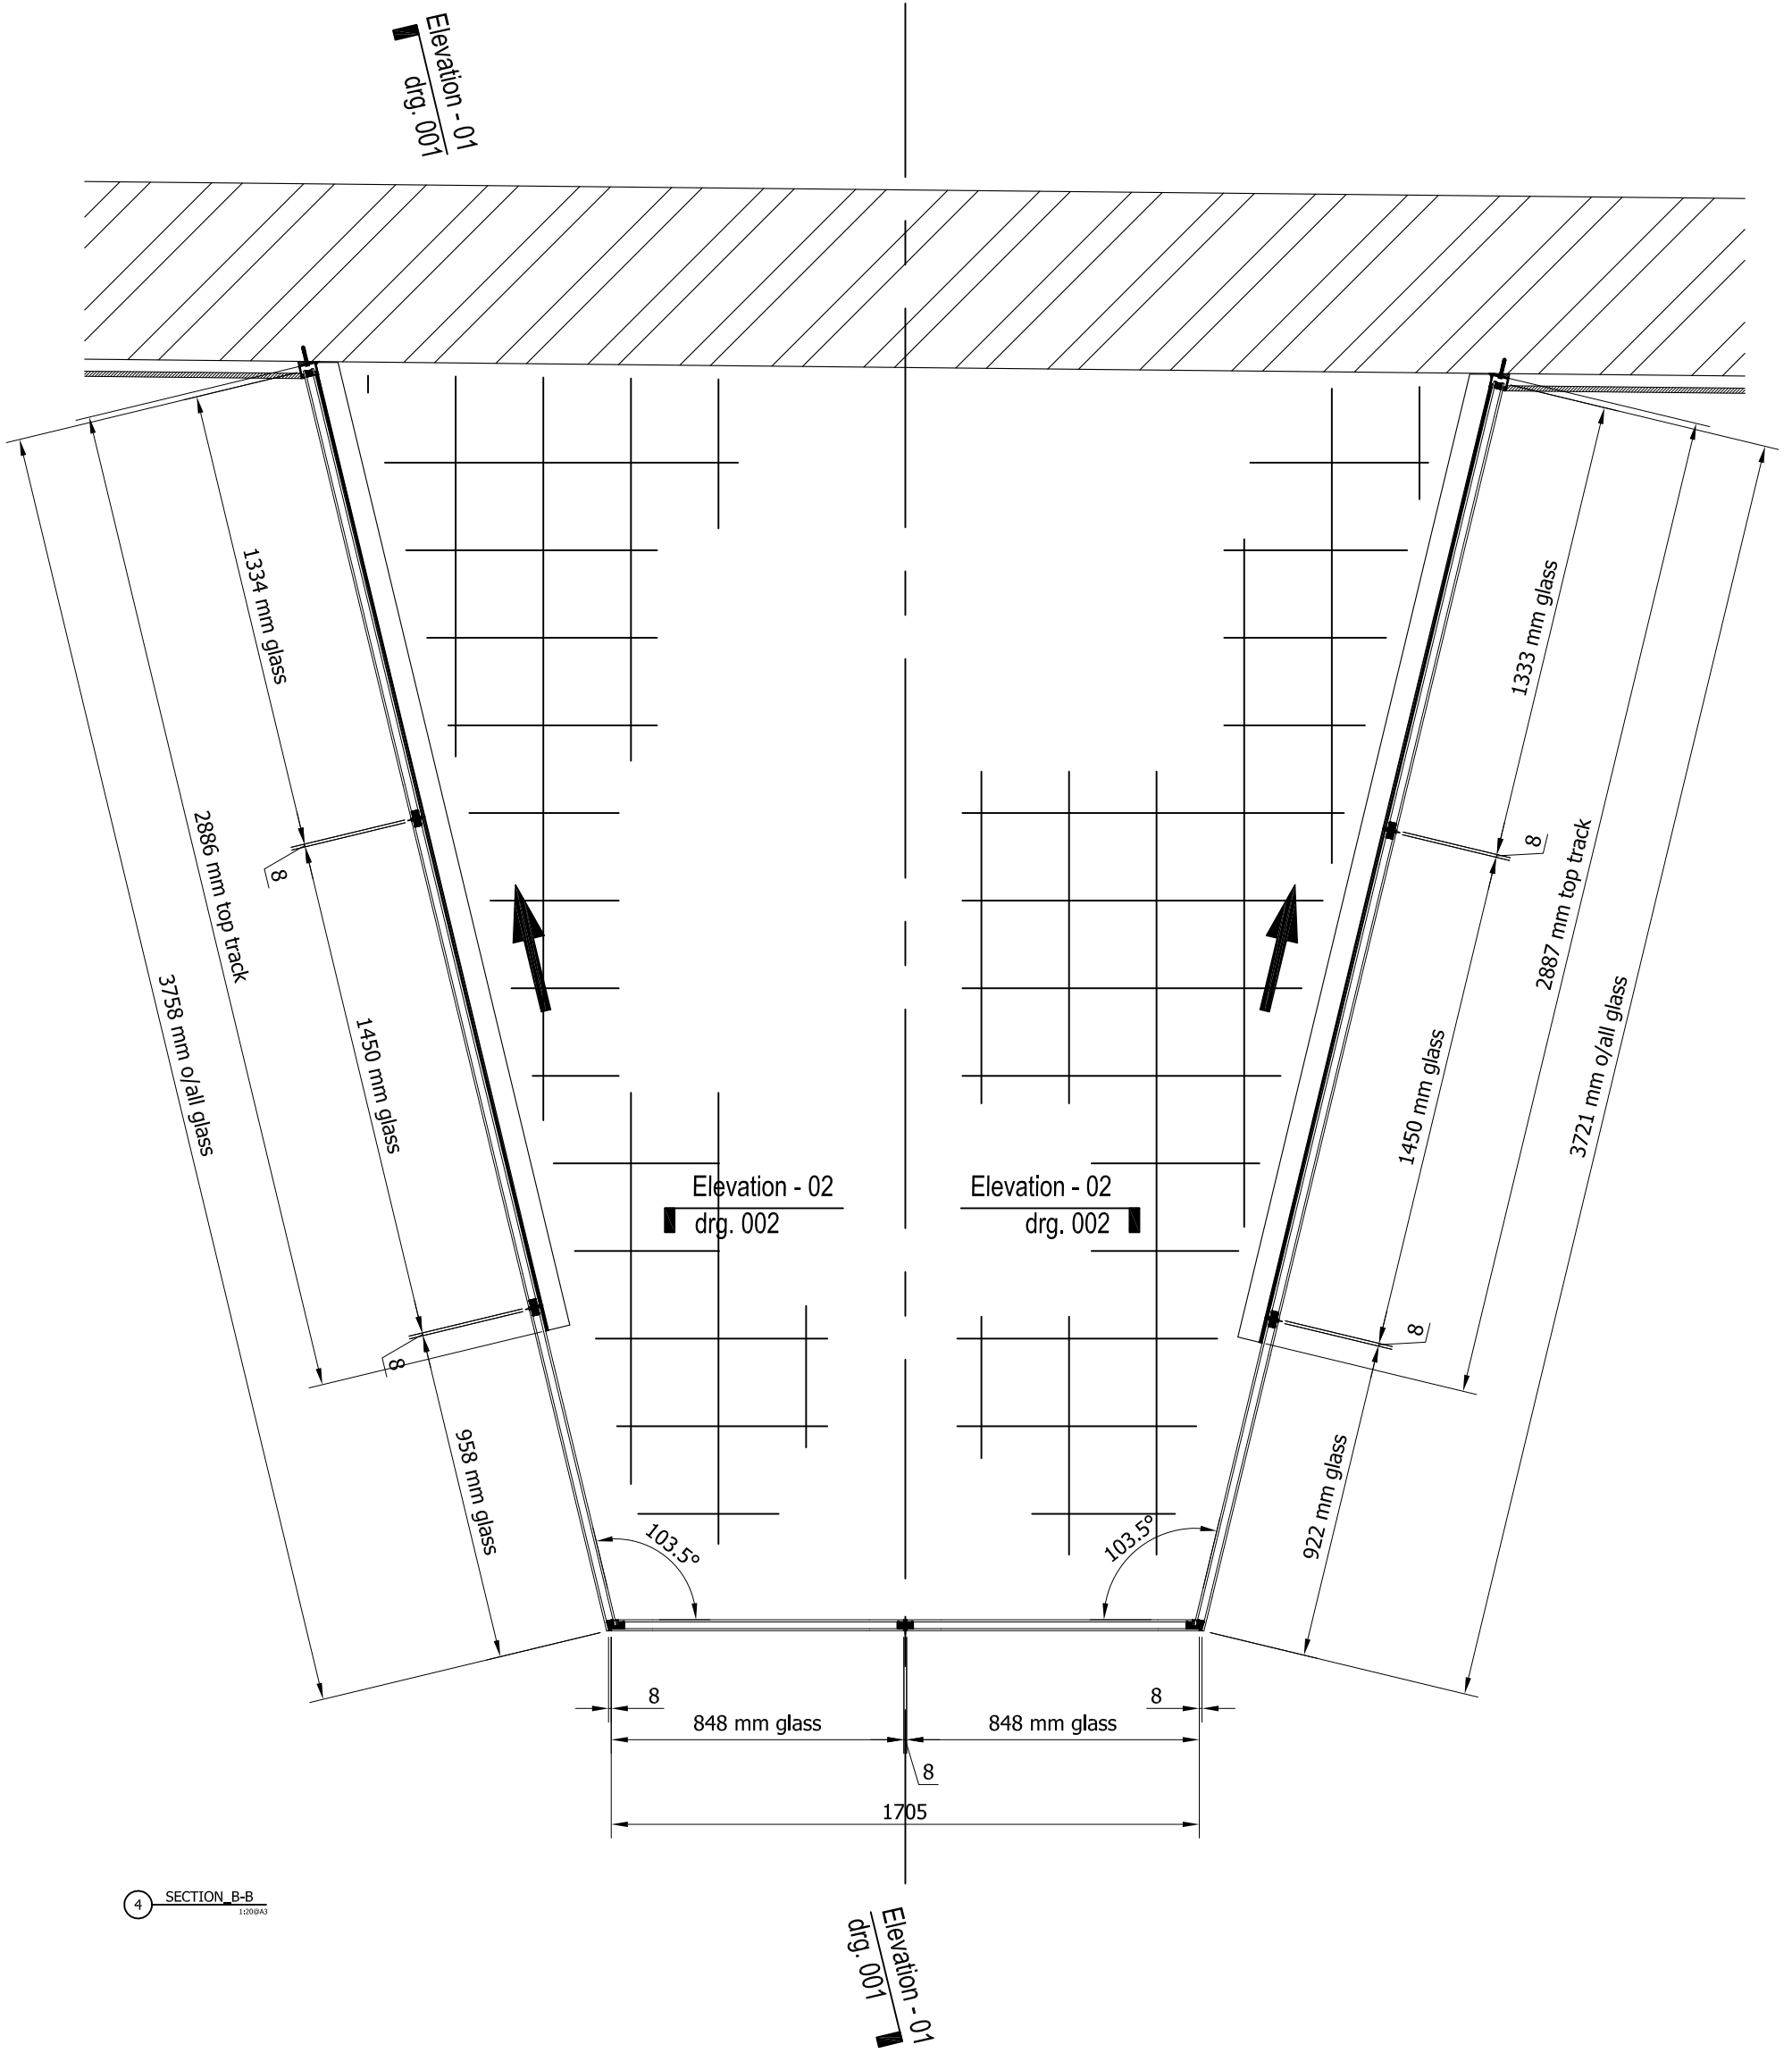 Elevation - 01
drg. 001
1334 mm glass
1333 mm glass
2886 mm top track
2887 mm top track
8
8
3758 mm o/all glass
3721 mm o/all glass
1450 mm glass
1450 mm glass
Elevation - 02
drg. 002
Elevation - 02
drg. 002
8
8
958 mm glass
922 mm glass
103.5°
103.5°
8
8
848 mm glass
848 mm glass
8
1705
4
SECTION_B-B
1:20@A3
Elevation - 01
drg. 001